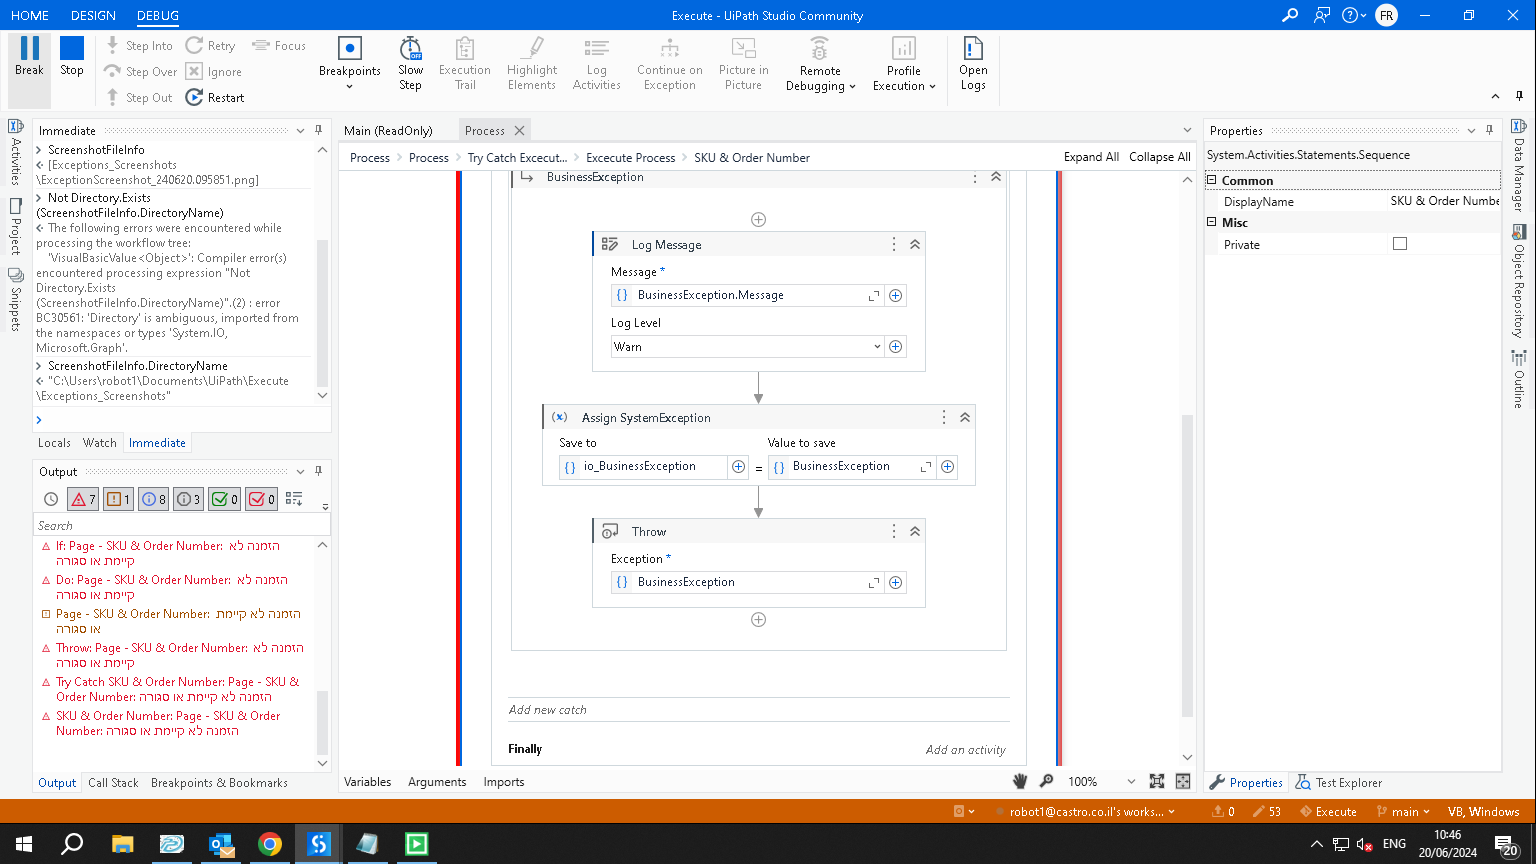 HOME DESIGN DEBUG
Execute - UiPath Studio Community
FR
Break
Stop
Step Into
Step Over
Step Out
Retry
Ignore
Restart
Focus
Breakpoints
Slow
Step
OFF
Execution
Trail
Highlight
Elements
Log
Activities
Continue on
Exception
Picture in
Picture
Remote
Debugging
Profile
Execution
Open
Logs
Activities
Project
Snippets
Immediate
ScreenshotFileInfo
[Exceptions_Screenshots
\ExceptionScreenshot_240620.095851.png]
Not Directory.Exists
(ScreenshotFileInfo.DirectoryName)
The following errors were encountered while
processing the workflow tree:
'VisualBasicValue<Object>': Compiler error(s)
encountered processing expression "Not
Directory.Exists
(ScreenshotFileInfo.DirectoryName)".(2) : error
BC30561: 'Directory' is ambiguous, imported from
the namespaces or types 'System.IO,
Microsoft.Graph'.
ScreenshotFileInfo.DirectoryName
"C:\Users\robot1\Documents\UiPath\Execute
\Exceptions_Screenshots"
Locals Watch Immediate
Output
7 1 8 3 0 0
Search
If: Page - SKU & Order Number: הזמנה לא
קיימת או סגורה
Do: Page - SKU & Order Number: הזמנה לא
קיימת או סגורה
Page - SKU & Order Number: הזמנה לא קיימת
או סגורה
Throw: Page - SKU & Order Number: הזמנה לא
קיימת או סגורה
Try Catch SKU & Order Number: Page - SKU &
Order Number: הזמנה לא קיימת או סגורה
SKU & Order Number: Page - SKU & Order
Number: הזמנה לא קיימת או סגורה
Output Call Stack Breakpoints & Bookmarks
Main (ReadOnly) Process
Process Process Try Catch Excecut... Excecute Process SKU & Order Number
Expand All Collapse All
BusinessException
Log Message
Message *
BusinessException.Message
Log Level
Warn
Assign SystemException
Save to Value to save
io_BusinessException = BusinessException
Throw
Exception *
BusinessException
Add new catch
Finally Add an activity
Variables Arguments Imports
100%
Properties
System.Activities.Statements.Sequence
Common
DisplayName SKU & Order Numbe
Misc
Private
Properties Test Explorer
Data Manager
Object Repository
Outline
robot1@castro.co.il's works...
0 53 Execute main VB, Windows
ENG
10:46
20/06/2024
20